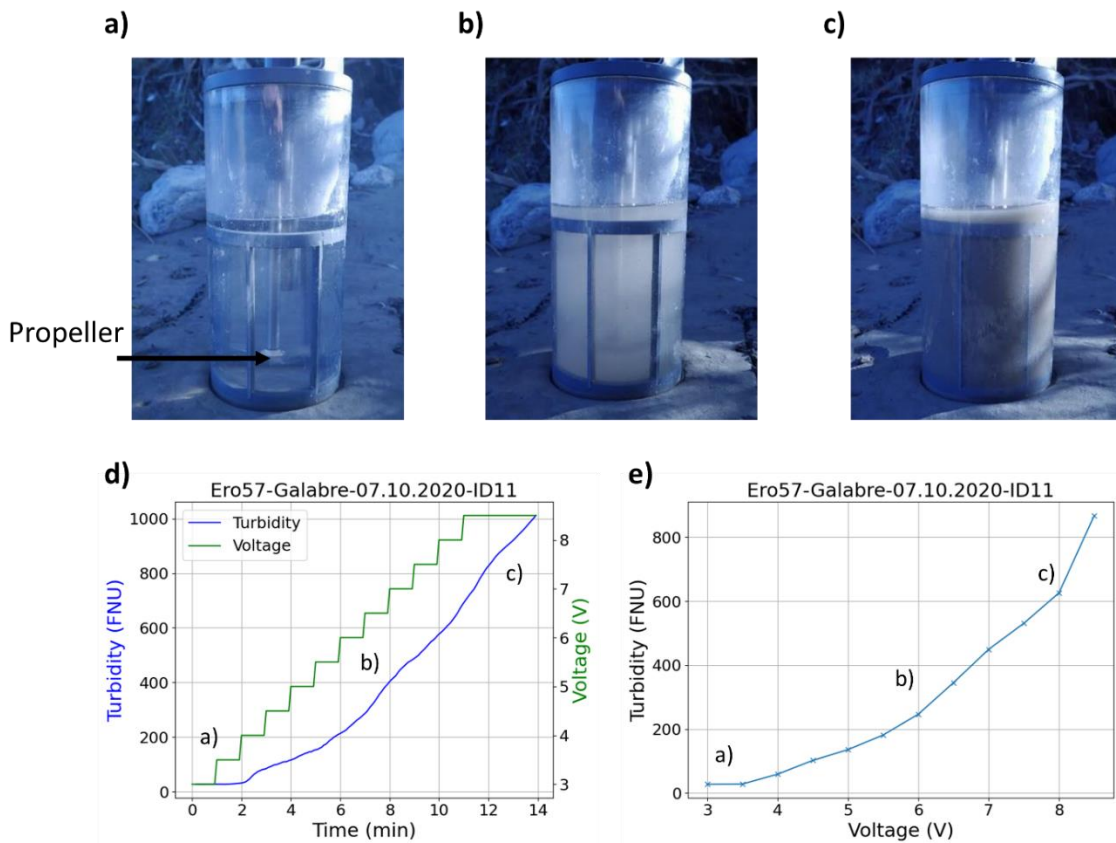 a)
b)
c)
Propeller
d)
Ero57-Galabre-07.10.2020-ID11
1000
800
600
400
200
0
Turbidity (FNU)
Turbidity
Voltage
a)
b)
c)
8
7
6
5
4
3
Voltage (V)
0 2 4 6 8 10 12 14
Time (min)
e)
Ero57-Galabre-07.10.2020-ID11
800
600
400
200
0
Turbidity (FNU)
a)
b)
c)
3 4 5 6 7 8
Voltage (V)